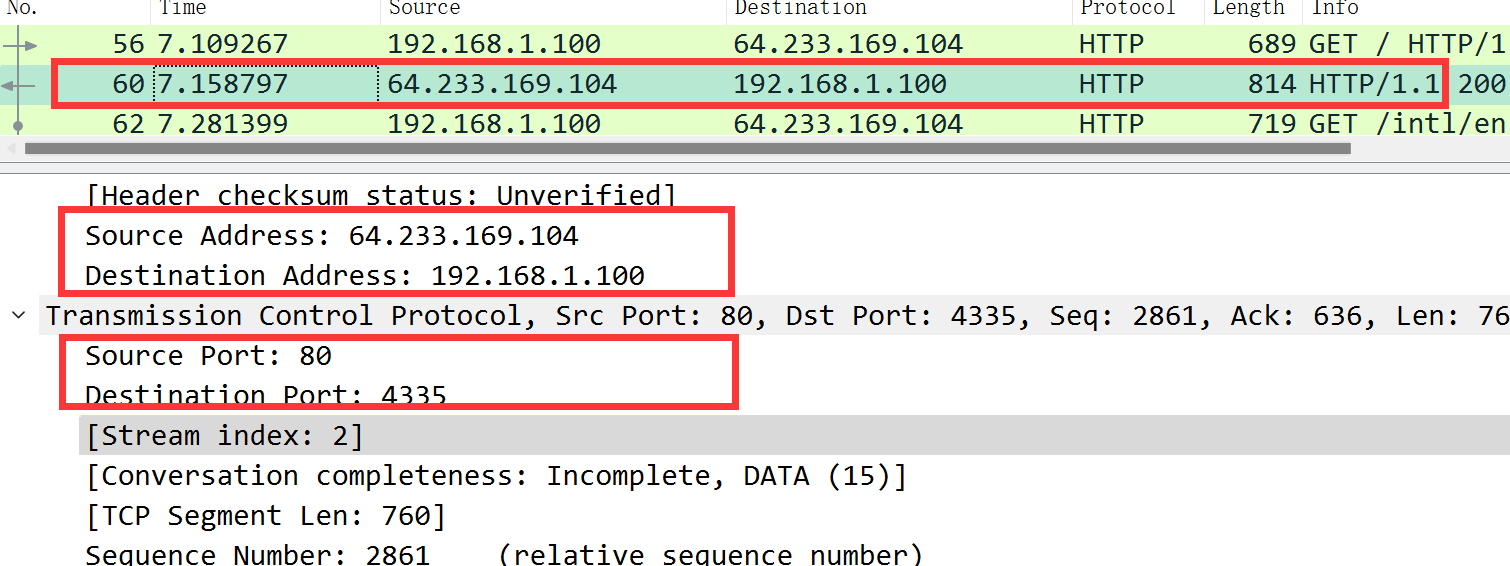 No. Time Source Destination Protocol Length Info
56 7.109267 192.168.1.100 64.233.169.104 HTTP 689 GET / HTTP/1
60 7.158797 64.233.169.104 192.168.1.100 HTTP 814 HTTP/1.1 200
62 7.281399 192.168.1.100 64.233.169.104 HTTP 719 GET /intl/en
[Header checksum status: Unverified]
Source Address: 64.233.169.104
Destination Address: 192.168.1.100
Transmission Control Protocol, Src Port: 80, Dst Port: 4335, Seq: 2861, Ack: 636, Len: 76
Source Port: 80
Destination Port: 4335
[Stream index: 2]
[Conversation completeness: Incomplete, DATA (15)]
[TCP Segment Len: 760]
Sequence Number: 2861 (relative sequence number)